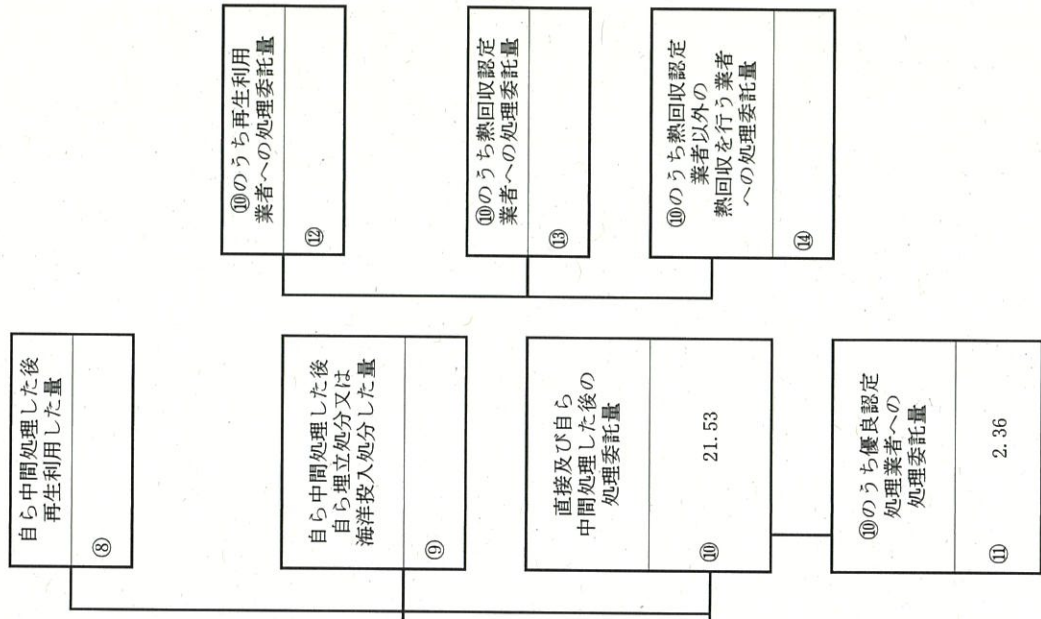 自ら中間処理した後
再生利用した量
⑧
自ら中間処理した後
自ら埋立処分又は
海洋投入処分した量
⑨
直接及び自ら
中間処理した後の
処理委託量
⑩
21.53
⑩のうち優良認定
処理業者への
処理委託量
⑪
2.36
⑩のうち再生利用
業者への処理委託量
⑫
⑩のうち熱回収認定
業者への処理委託量
⑬
⑩のうち熱回収認定
業者以外の
熱回収を行う業者
への処理委託量
⑭